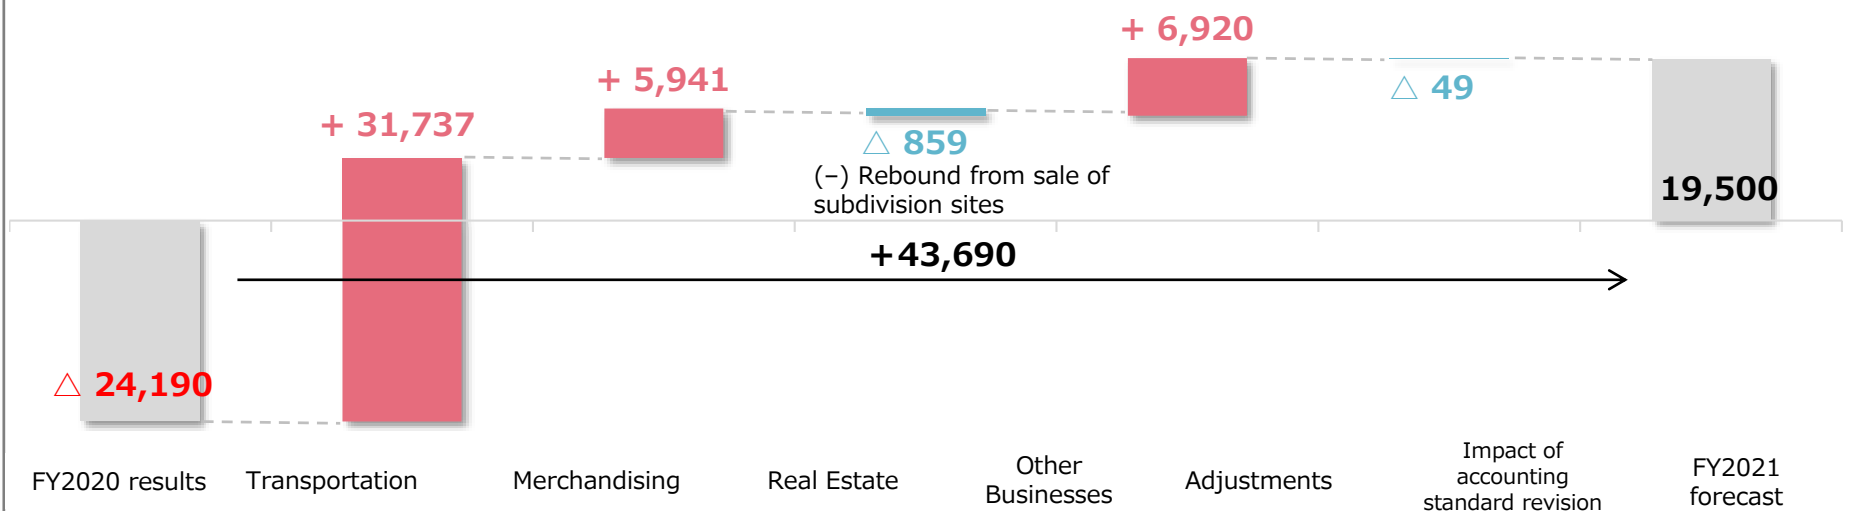 + 6,920
+ 5,941
△ 49
+ 31,737
△ 859
(−) Rebound from sale of
subdivision sites
19,500
+43,690
△ 24,190
FY2020 results
Transportation
Merchandising
Real Estate
Other
Businesses
Adjustments
Impact of
accounting
standard revision
FY2021
forecast